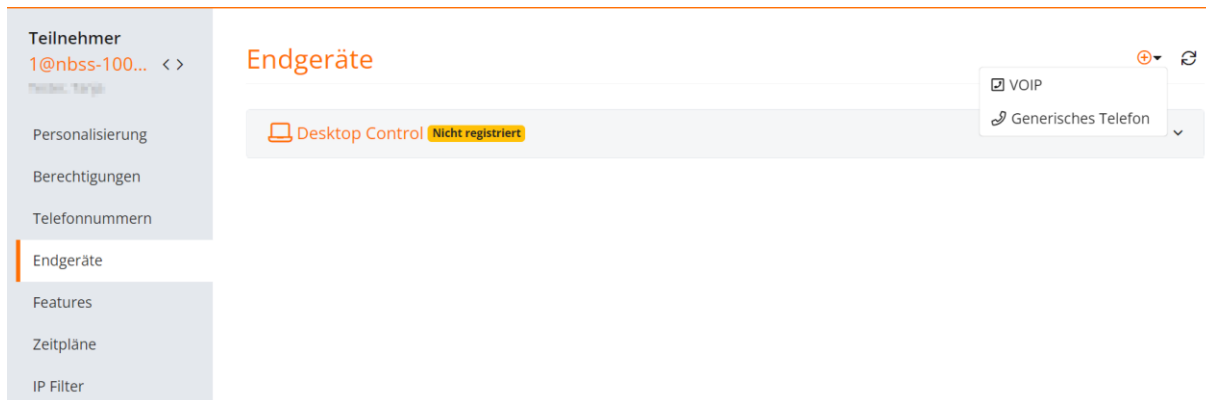 Teilnehmer
1@nbss-100...
Personalisierung
Berechtigungen
Telefonnummern
Endgeräte
Features
Zeitpläne
IP Filter
Endgeräte
VOIP
Generisches Telefon
Desktop Control Nicht registriert